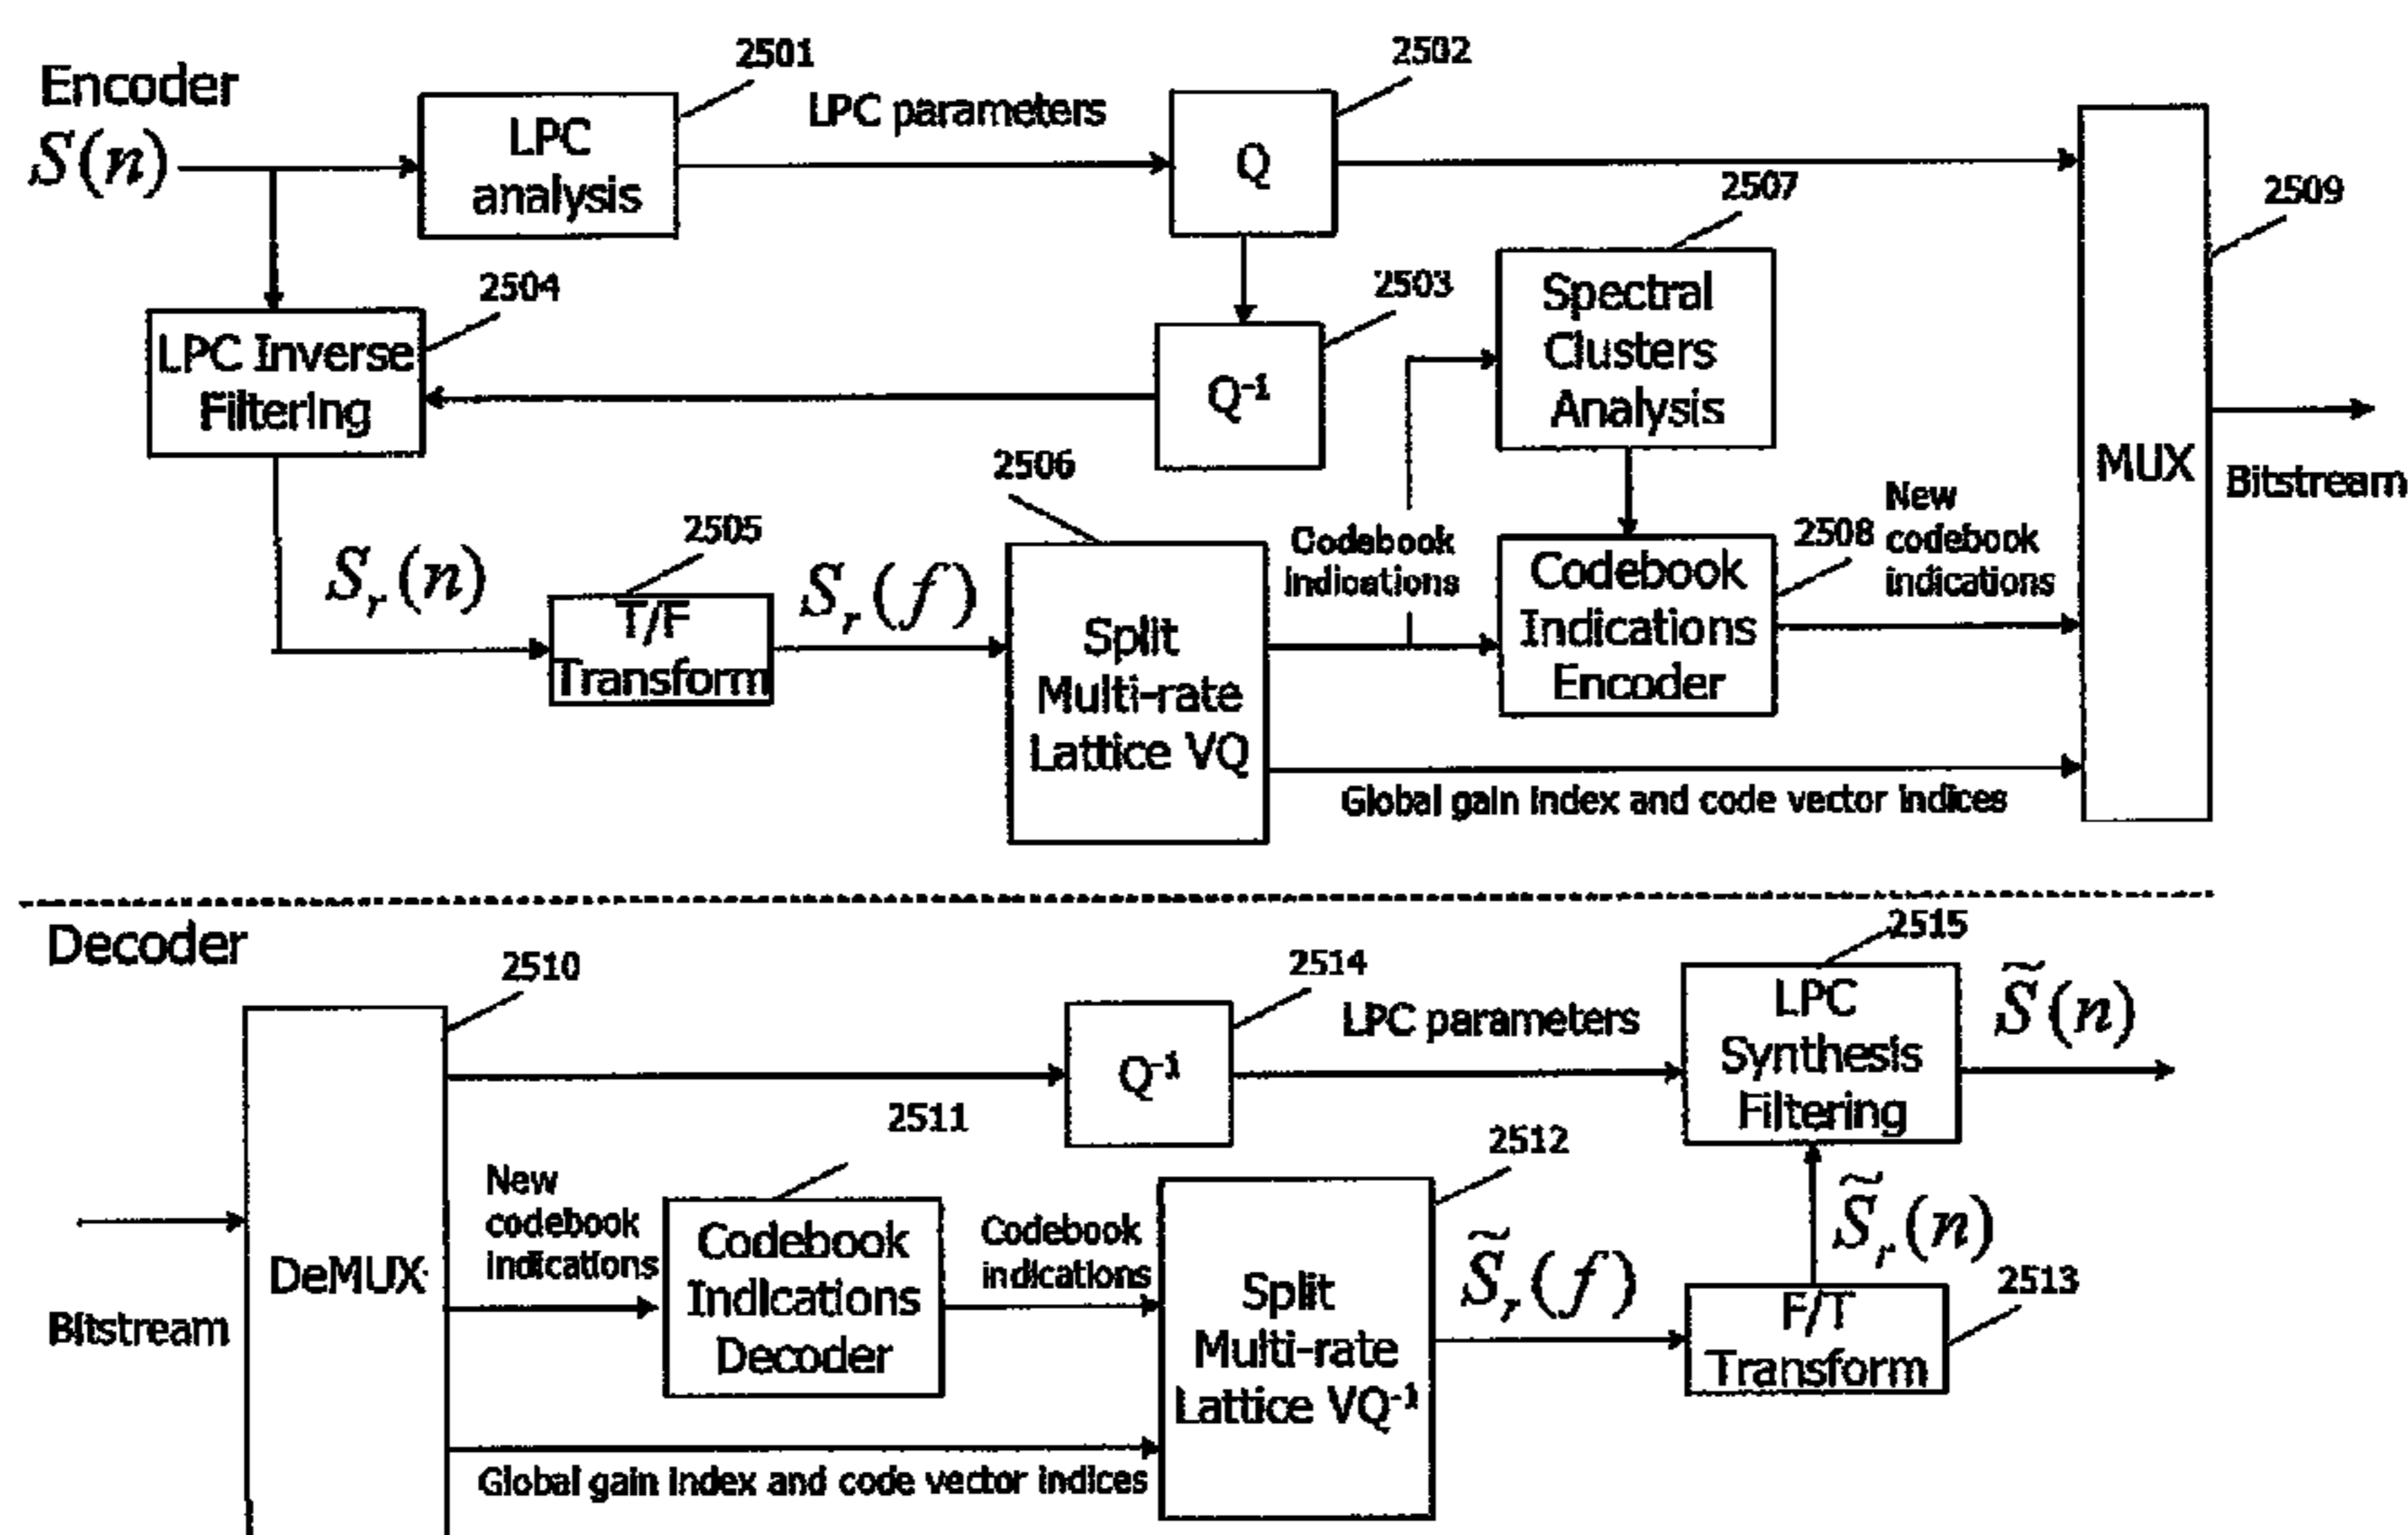 Encoder
S(n)
2501
LPC
analysis
LPC parameters
2502
Q
2507
2509
2504
LPC Inverse
Filtering
2503
Q⁻¹
Spectral
Clusters
Analysis
MUX
Bitstream
2506
2505
S_r(n)
T/F
Transform
S_r(f)
Split
Multi-rate
Lattice VQ
Codebook
indications
Codebook
Indications
Encoder
2508
New
codebook
indications
Global gain index and code vector indices
Decoder
2510
2514
2515
Q⁻¹
LPC parameters
LPC
Synthesis
Filtering
S̃(n)
2511
2512
New
codebook
indications
Codebook
Indications
Decoder
Codebook
indications
Bitstream
DeMUX
Split
Multi-rate
Lattice VQ⁻¹
S̃_r(f)
S̃_r(n)
2513
F/T
Transform
Global gain index and code vector indices